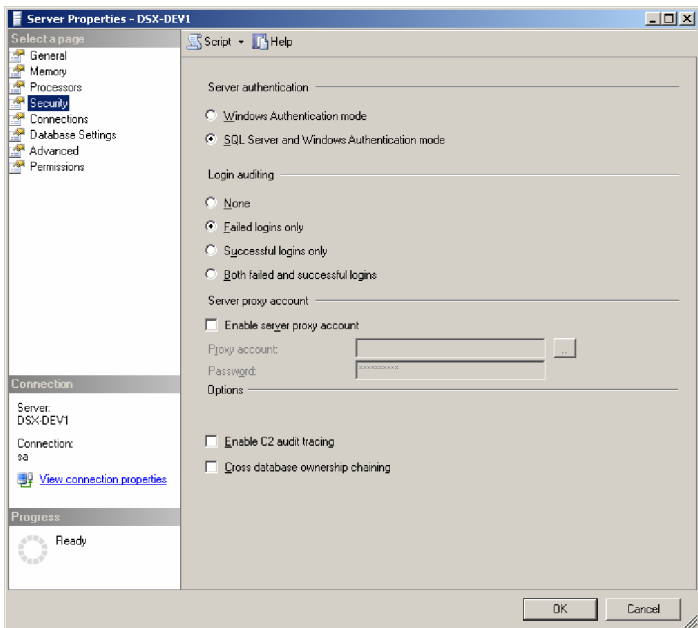 Server Properties - DSX-DEV1
Select a page
General
Memory
Processors
Security
Connections
Database Settings
Advanced
Permissions
Script Help
Server authentication
Windows Authentication mode
SQL Server and Windows Authentication mode
Login auditing
None
Failed logins only
Successful logins only
Both failed and successful logins
Server proxy account
Enable server proxy account
Proxy account:
...
Password:
Options
Enable C2 audit tracing
Cross database ownership chaining
Connection
Server:
DSX-DEV1
Connection:
sa
View connection properties
Progress
Ready
OK Cancel